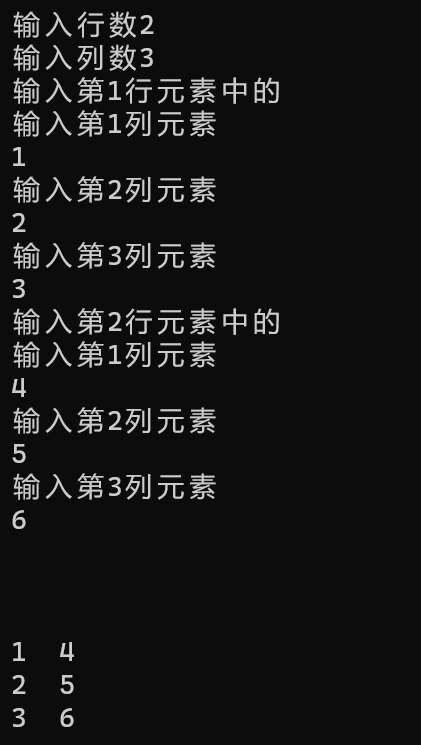 输入行数2
输入列数3
输入第1行元素中的
输入第1列元素
1
输入第2列元素
2
输入第3列元素
3
输入第2行元素中的
输入第1列元素
4
输入第2列元素
5
输入第3列元素
6
1  4
2  5
3  6